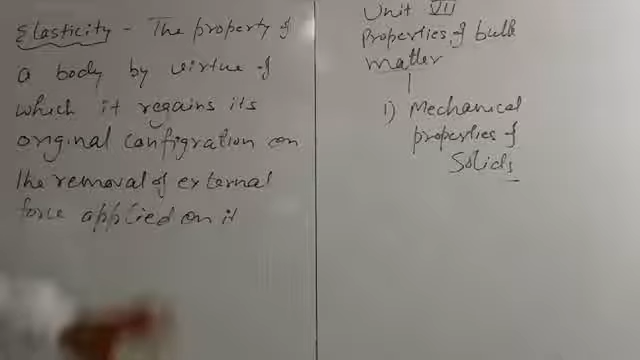 Elasticity - The property of
a body by virtue of
which it regains its
original configration on
the removal of external
force applied on it
Unit VII
Properties of bulk
matter
1) Mechanical
properties of
Solids